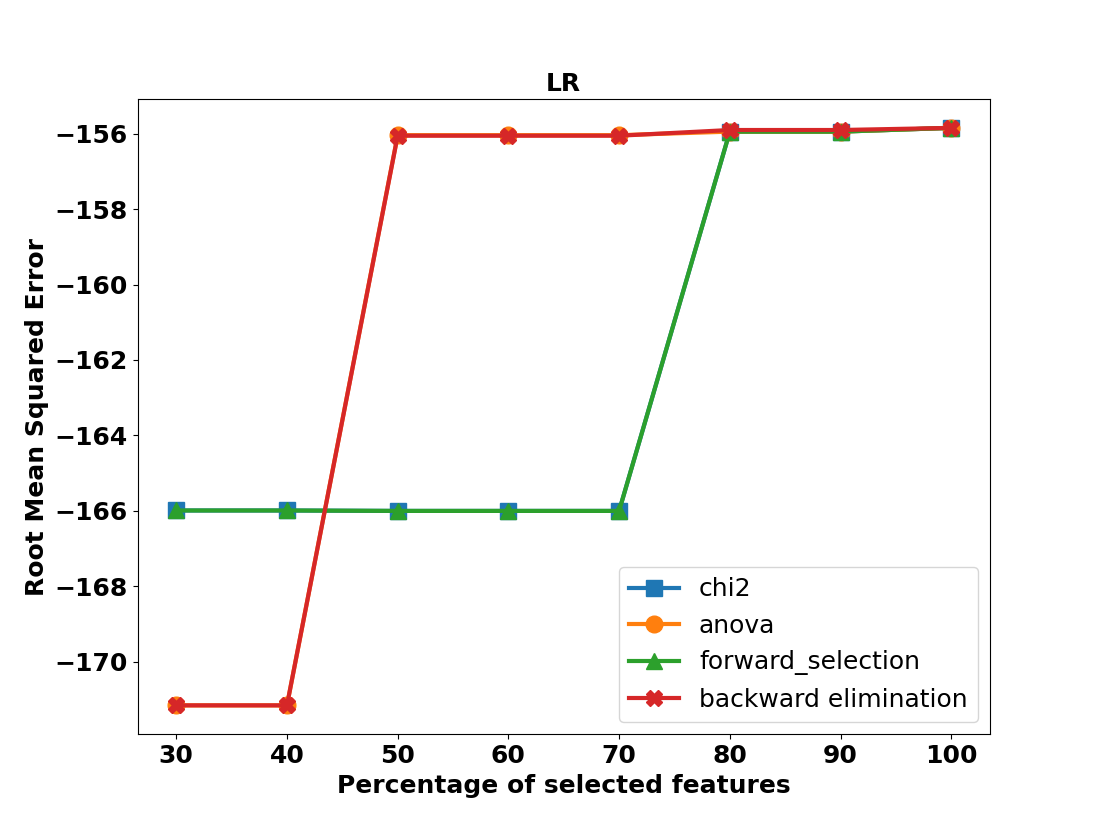 LR
Root Mean Squared Error
−156
−158
−160
−162
−164
−166
−168
−170
chi2
anova
forward_selection
backward elimination
30 40 50 60 70 80 90 100
Percentage of selected features